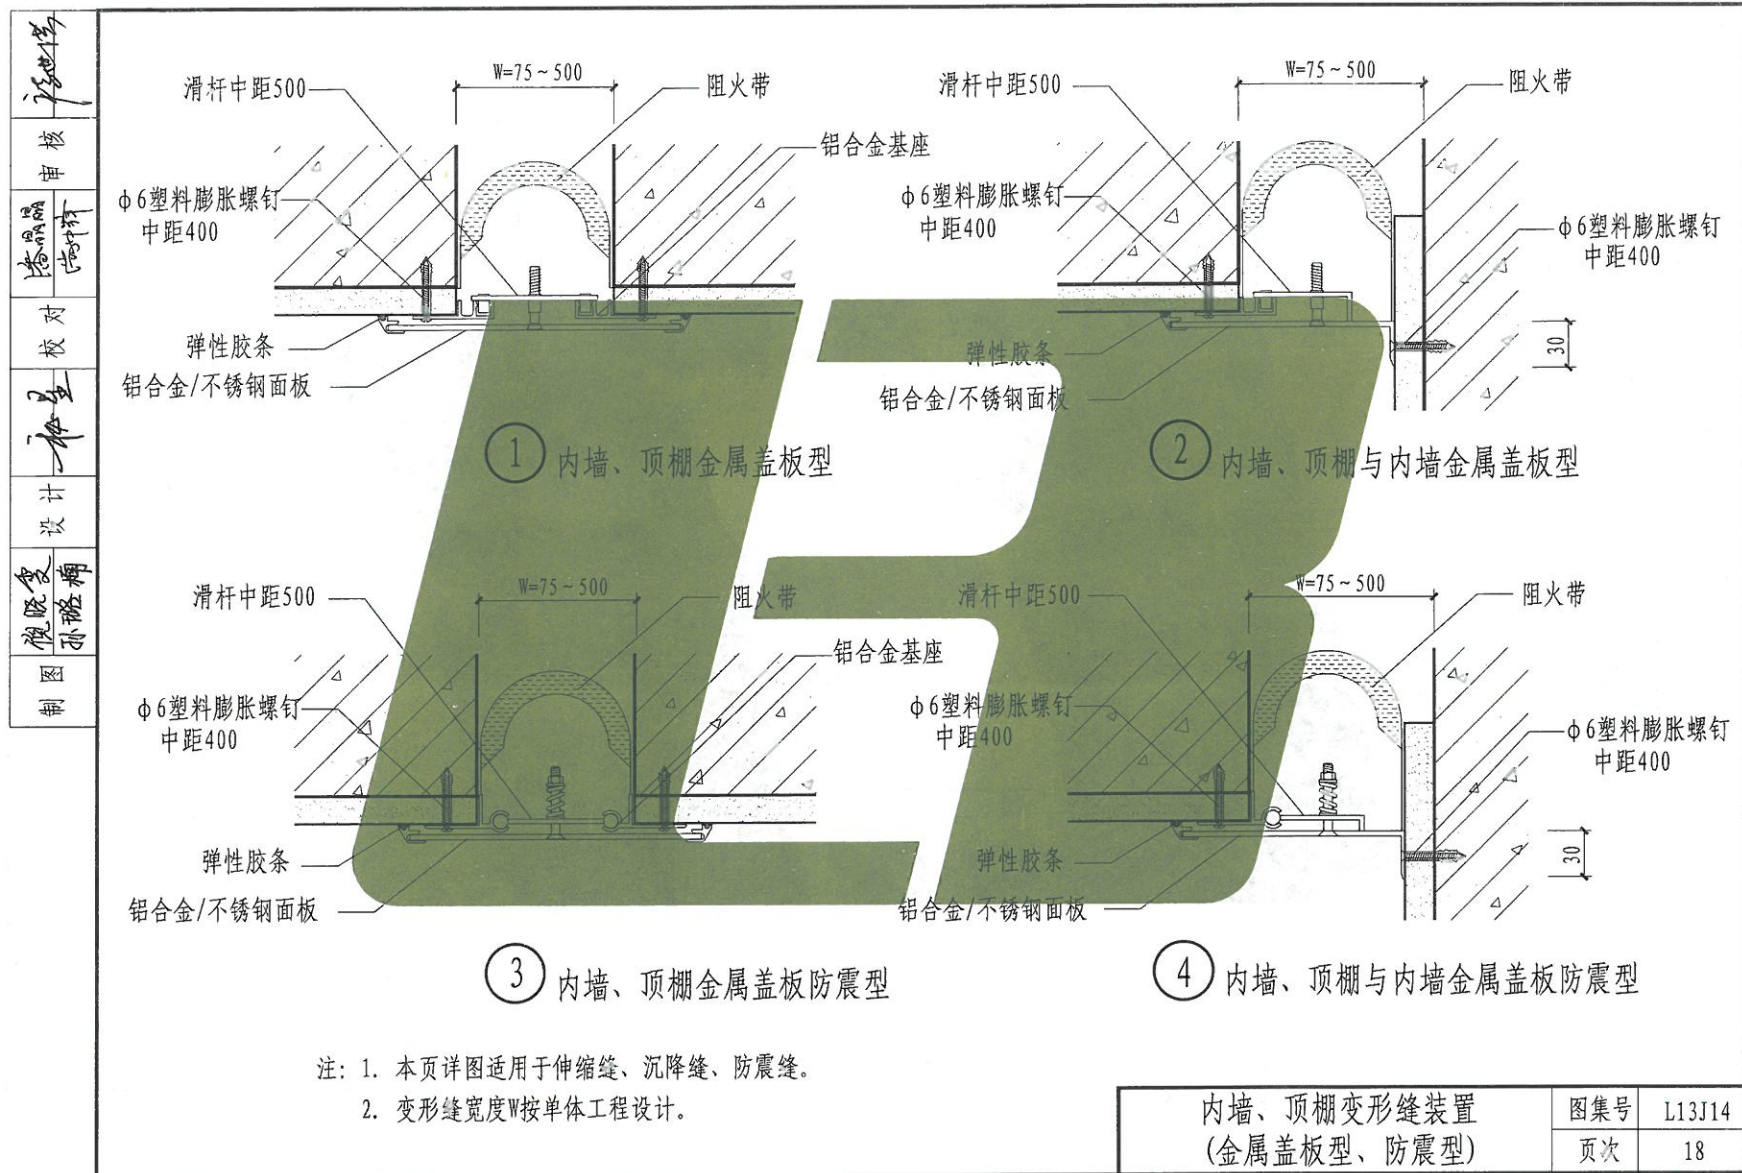 审核
校对
设计
制图
滑杆中距500
W=75~500
阻火带
铝合金基座
φ6塑料膨胀螺钉
中距400
弹性胶条
铝合金/不锈钢面板
1 内墙、顶棚金属盖板型
滑杆中距500
W=75~500
阻火带
φ6塑料膨胀螺钉
中距400
φ6塑料膨胀螺钉
中距400
30
弹性胶条
铝合金/不锈钢面板
2 内墙、顶棚与内墙金属盖板型
滑杆中距500
W=75~500
阻火带
铝合金基座
φ6塑料膨胀螺钉
中距400
弹性胶条
铝合金/不锈钢面板
3 内墙、顶棚金属盖板防震型
滑杆中距500
W=75~500
阻火带
φ6塑料膨胀螺钉
中距400
φ6塑料膨胀螺钉
中距400
30
弹性胶条
铝合金/不锈钢面板
4 内墙、顶棚与内墙金属盖板防震型
注: 1. 本页详图适用于伸缩缝、沉降缝、防震缝。
2. 变形缝宽度W按单体工程设计。
内墙、顶棚变形缝装置
(金属盖板型、防震型)
图集号 L13J14
页次 18